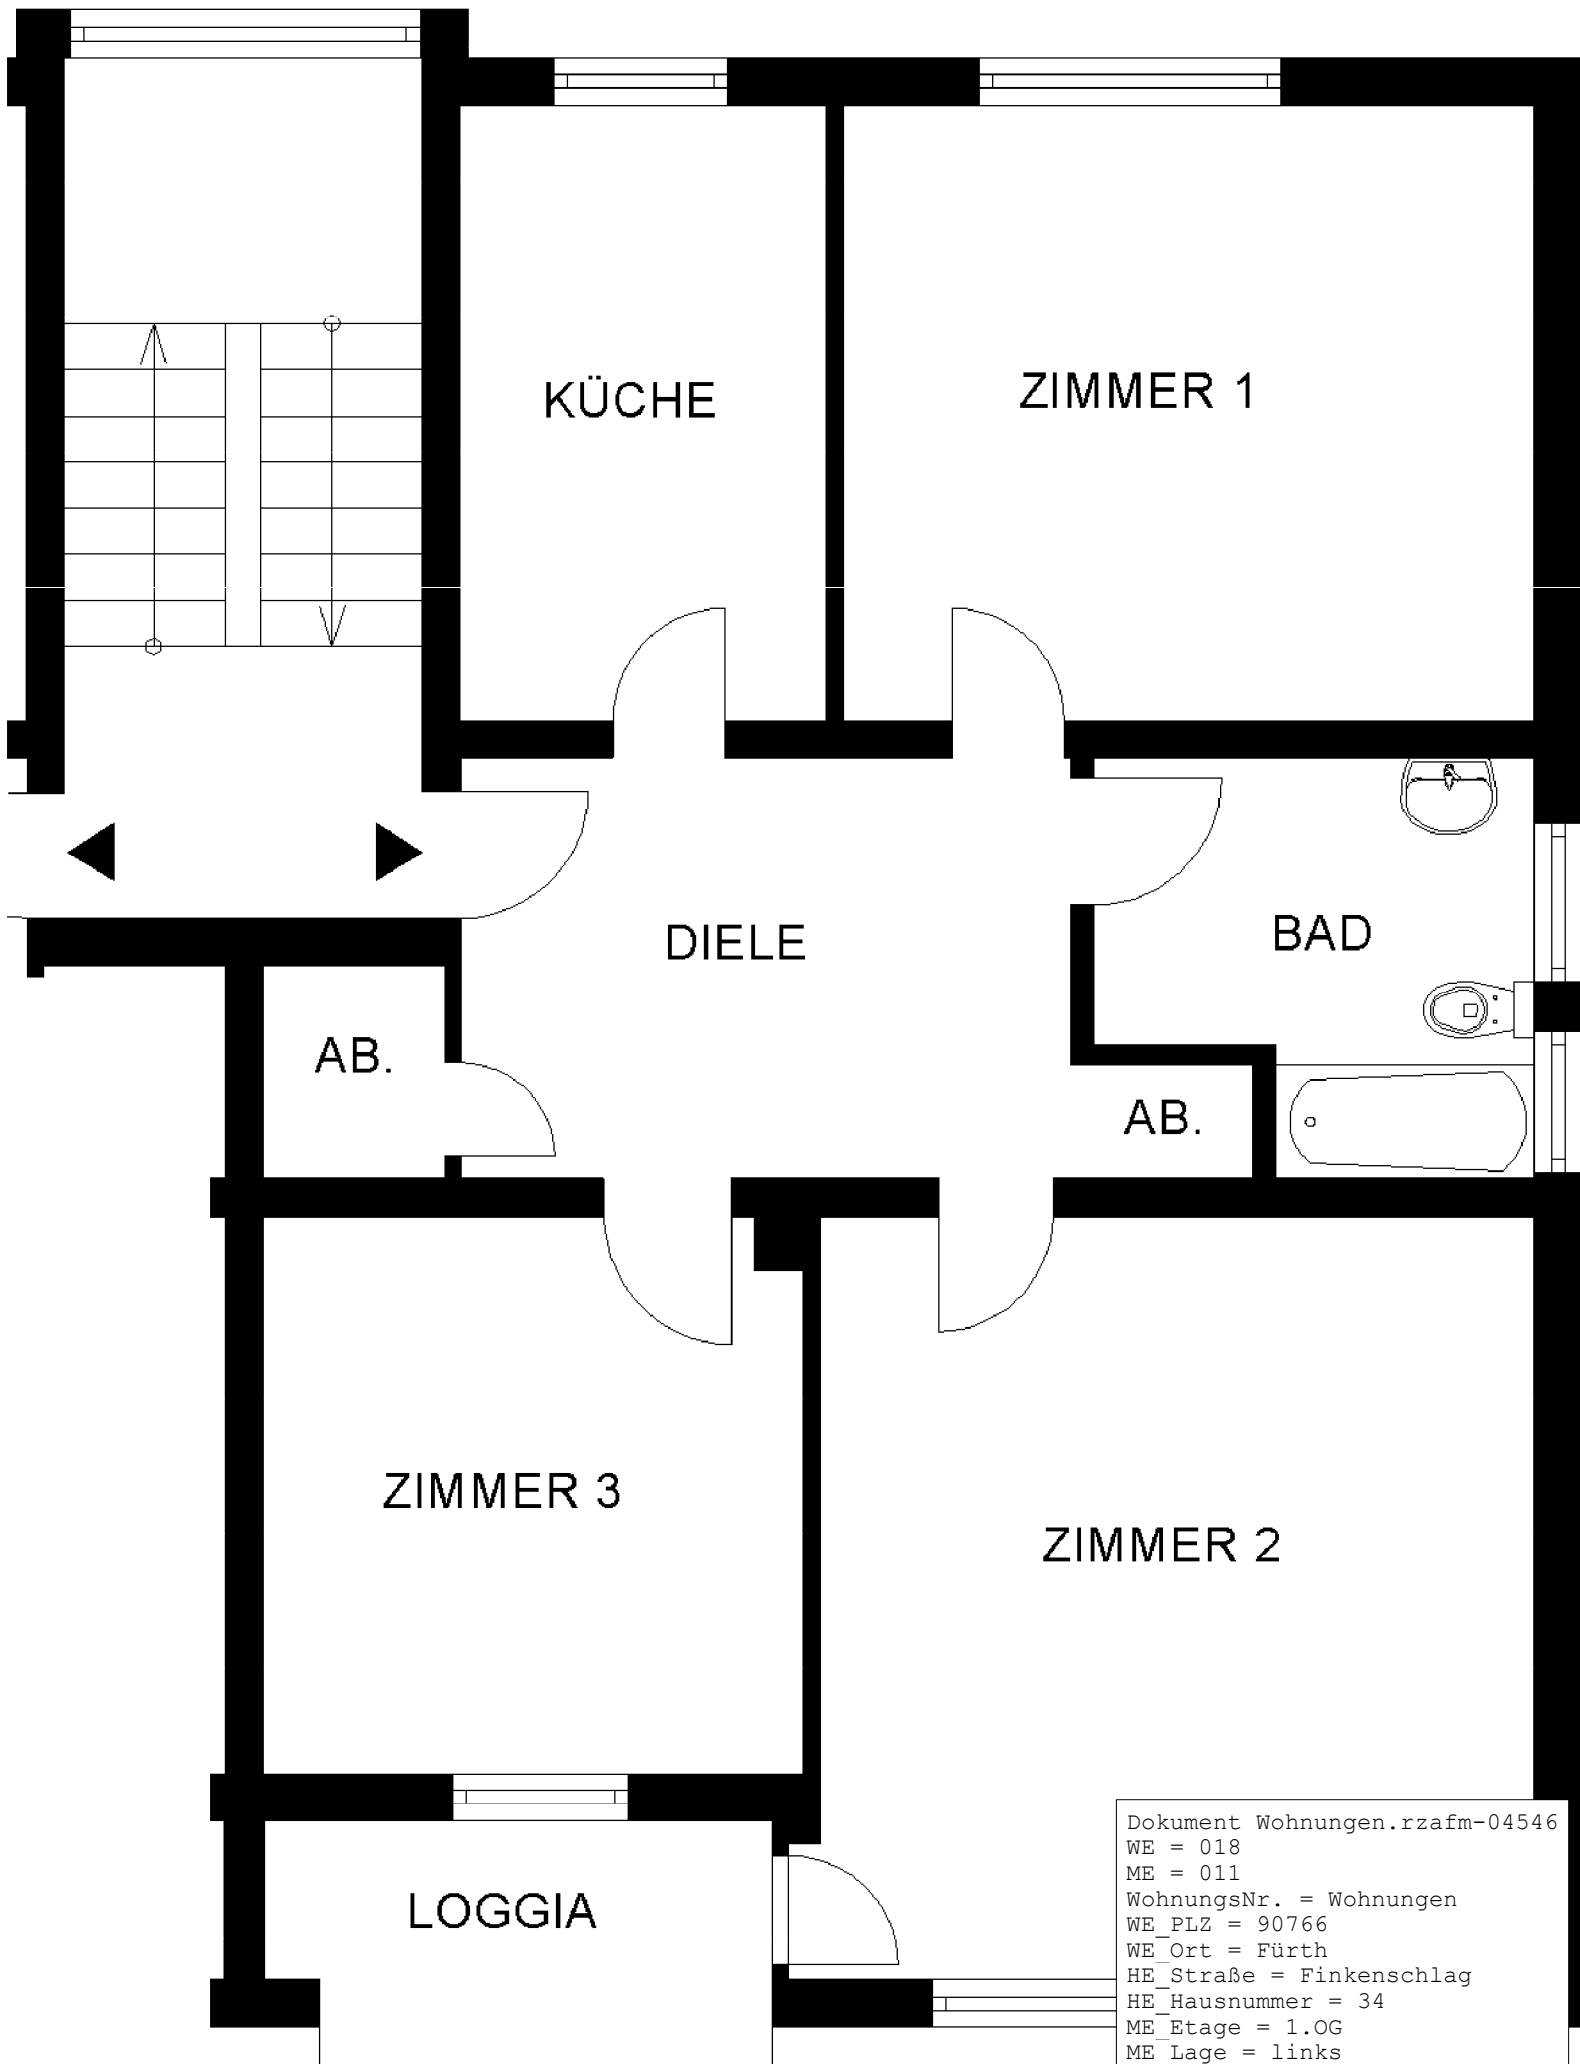 KÜCHE
ZIMMER 1
DIELE
BAD
AB.
AB.
ZIMMER 3
ZIMMER 2
LOGGIA
Dokument Wohnungen.rzafm-04546
WE = 018
ME = 011
WohnungsNr. = Wohnungen
WE_PLZ = 90766
WE_Ort = Fürth
HE_Straße = Finkenschlag
HE_Hausnummer = 34
ME_Etage = 1.OG
ME_Lage = links